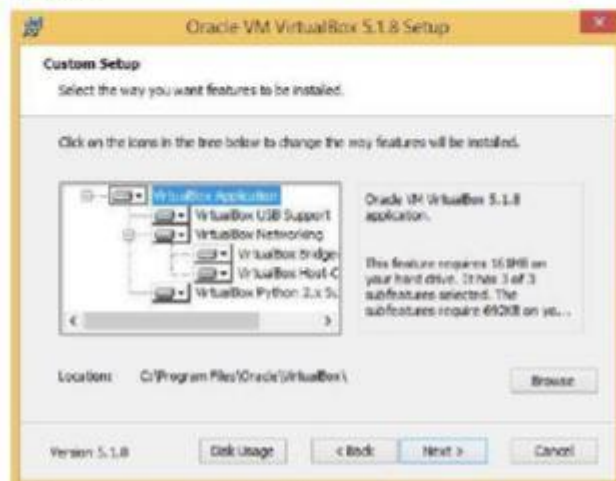 Oracle VM VirtualBox 5.1.8 Setup
Custom Setup
Select the way you want features to be installed.
Click on the icons in the tree below to change the way features will be installed.
VirtualBox Application
VirtualBox USB Support
VirtualBox Networking
VirtualBox Bridge
VirtualBox Host-C
VirtualBox Python 2.x Su
Oracle VM VirtualBox 5.1.8
application.
This feature requires on
your hard drive. It has 3 of 3
subfeatures selected. The
subfeatures require 692KB on yo...
Location: C:\Program Files\Oracle\VirtualBox\
Browse
Version 5.1.8
Disk Usage
< Back
Next >
Cancel